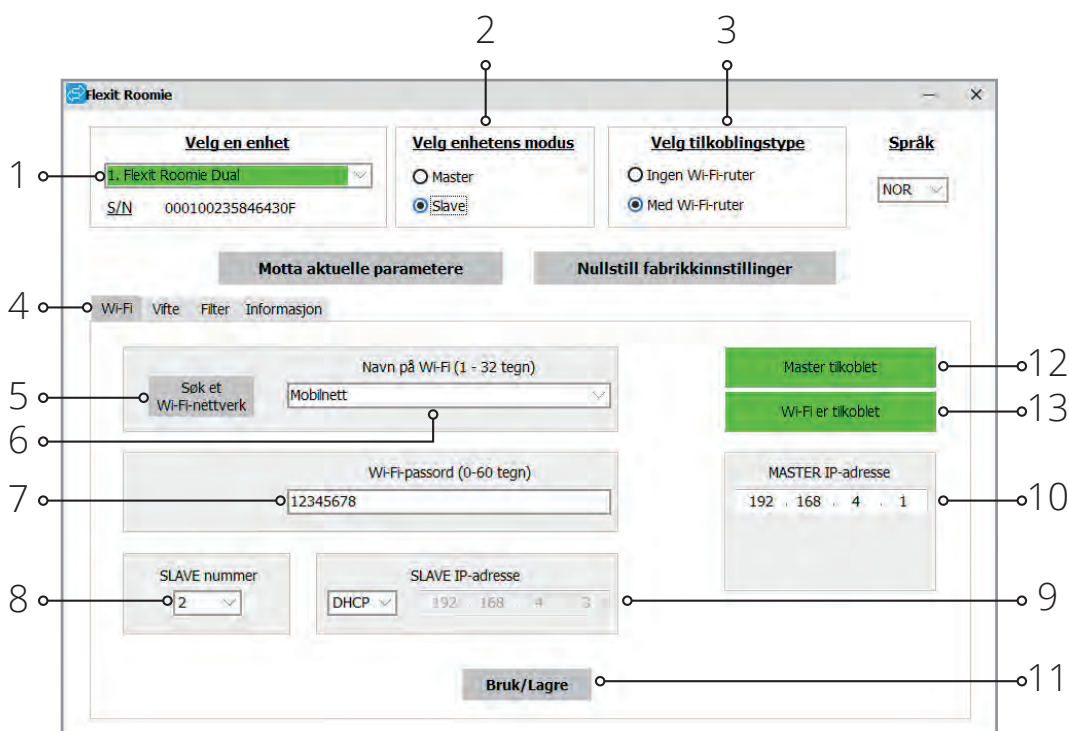 2 3
Flexit Roomie
Velg en enhet Velg enhetens modus Velg tilkoblingstype Språk
1 1. Flexit Roomie Dual Master Ingen Wi-Fi-ruter NOR
S/N 000100235846430F Slave Med Wi-Fi-ruter
Motta aktuelle parametere Nullstill fabrikkinnstillinger
4 Wi-Fi Vifte Filter Informasjon
Navn på Wi-Fi (1 - 32 tegn) Master tilkoblet 12
5 Søk et
Wi-Fi-nettverk Mobilnett Wi-Fi er tilkoblet 13
6
Wi-Fi-passord (0-60 tegn) MASTER IP-adresse
7 12345678 192 . 168 . 4 . 1 10
SLAVE nummer SLAVE IP-adresse
8 2 DHCP 192 168 4 3 9
Bruk/Lagre 11